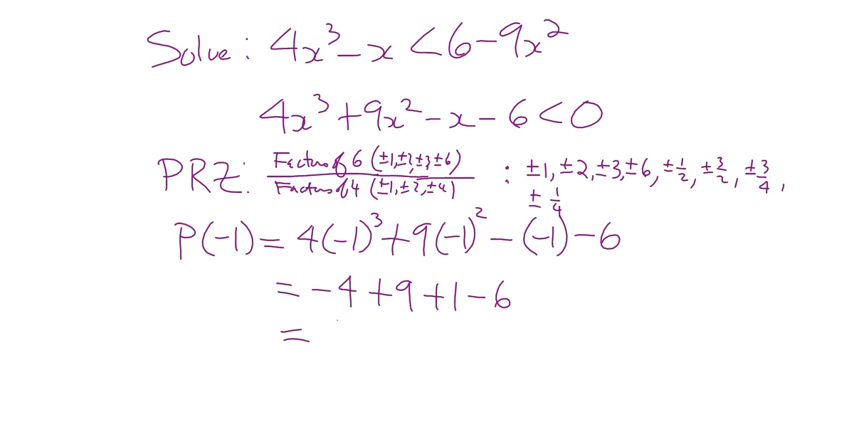 Solve: 4x³ - x < 6 - 9x²
4x³ + 9x² - x - 6 < 0
PRZ: Factors of 6 (±1, ±2, ±3, ±6) / Factors of 4 (±1, ±2, ±4) : ±1, ±2, ±3, ±6, ±1/2, ±3/2, ±3/4,
±1/4
P(-1) = 4(-1)³ + 9(-1)² - (-1) - 6
= -4 + 9 + 1 - 6
=